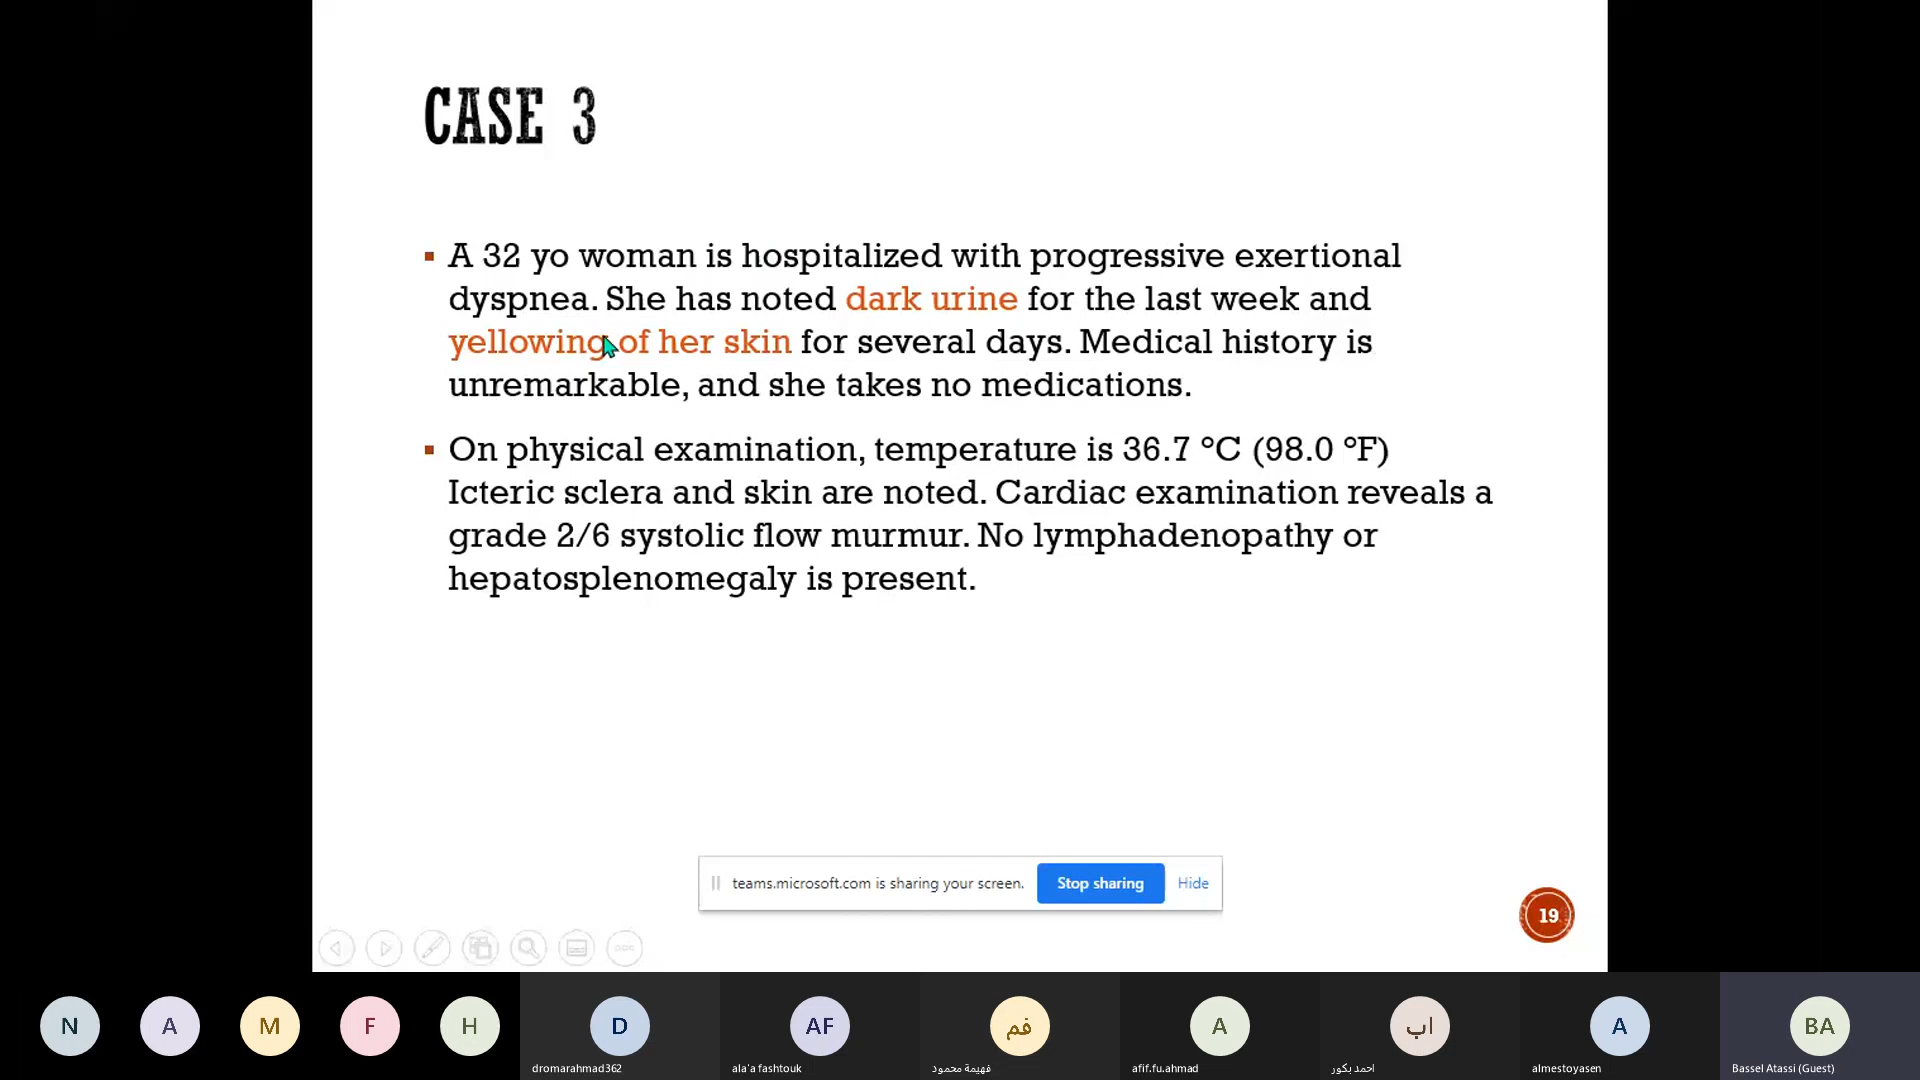 CASE 3
A 32 yo woman is hospitalized with progressive exertional
dyspnea. She has noted dark urine for the last week and
yellowing of her skin for several days. Medical history is
unremarkable, and she takes no medications.
On physical examination, temperature is 36.7 °C (98.0 °F)
Icteric sclera and skin are noted. Cardiac examination reveals a
grade 2/6 systolic flow murmur. No lymphadenopathy or
hepatosplenomegaly is present.
teams.microsoft.com is sharing your screen. Stop sharing Hide
19
N A M F H D AF فم A اب A BA
dromarahmad362 ala'a fashtouk فهيمة محمود afif.fu.ahmad احمد بكور almestoyasen Bassel Atassi (Guest)